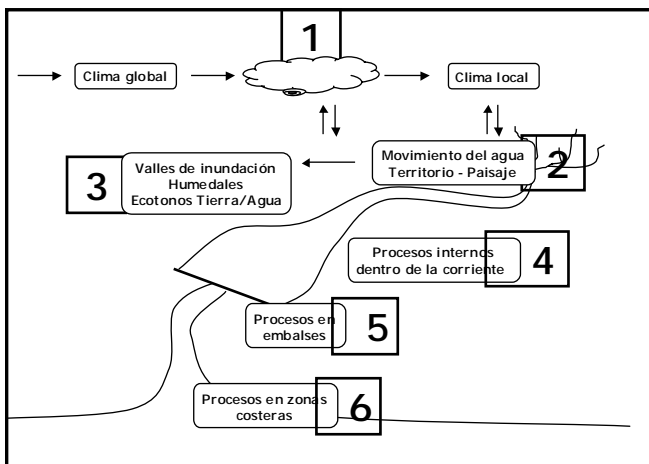 1
Clima global
Clima local
Movimiento del agua
Territorio - Paisaje
2
3
Valles de inundación
Humedales
Ecotonos Tierra/Agua
Procesos internos
dentro de la corriente
4
Procesos en
embalses
5
Procesos en zonas
costeras
6